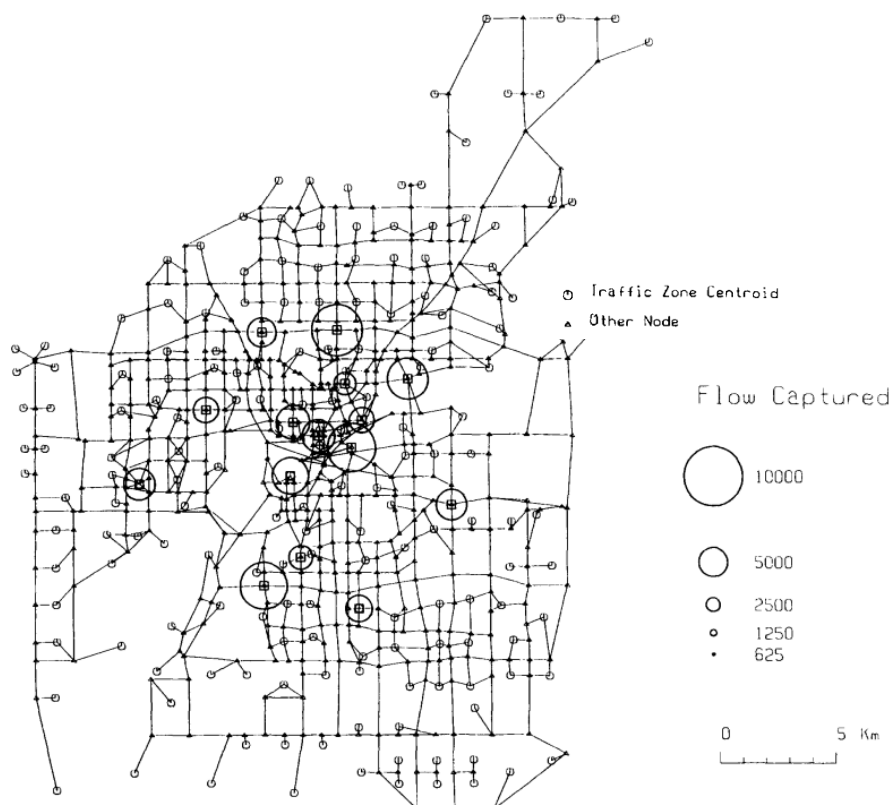 Traffic Zone Centroid
Other Node
Flow Captured
10000
5000
2500
1250
625
0 5 Km